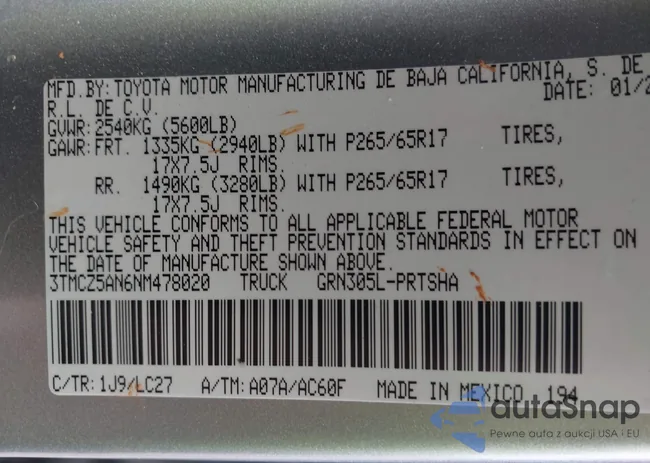 MFD.BY: TOYOTA MOTOR MANUFACTURING DE BAJA CALIFORNIA, S. DE
R.L. DE C.V. DATE: 01/2
GVWR: 2540KG (5600LB)
GAWR: FRT. 1335KG (2940LB) WITH P265/65R17 TIRES,
17X7.5J RIMS.
RR. 1490KG (3280LB) WITH P265/65R17 TIRES,
17X7.5J RIMS.
THIS VEHICLE CONFORMS TO ALL APPLICABLE FEDERAL MOTOR
VEHICLE SAFETY AND THEFT PREVENTION STANDARDS IN EFFECT ON
THE DATE OF MANUFACTURE SHOWN ABOVE.
3TMCZ5AN6NM478020 TRUCK GRN305L-PRTSHA
C/TR: 1J9/LC27 A/TM: A07A/AC60F MADE IN MEXICO 194
autaSnap
Pewne auta z aukcji USA i EU